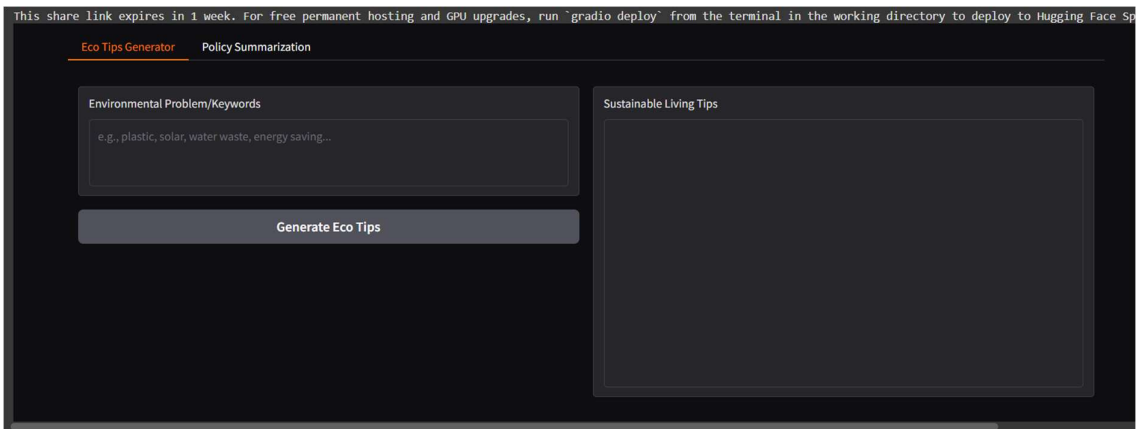 This share link expires in 1 week. For free permanent hosting and GPU upgrades, run `gradio deploy` from the terminal in the working directory to deploy to Hugging Face Sp
Eco Tips Generator
Policy Summarization
Environmental Problem/Keywords
e.g., plastic, solar, water waste, energy saving...
Generate Eco Tips
Sustainable Living Tips